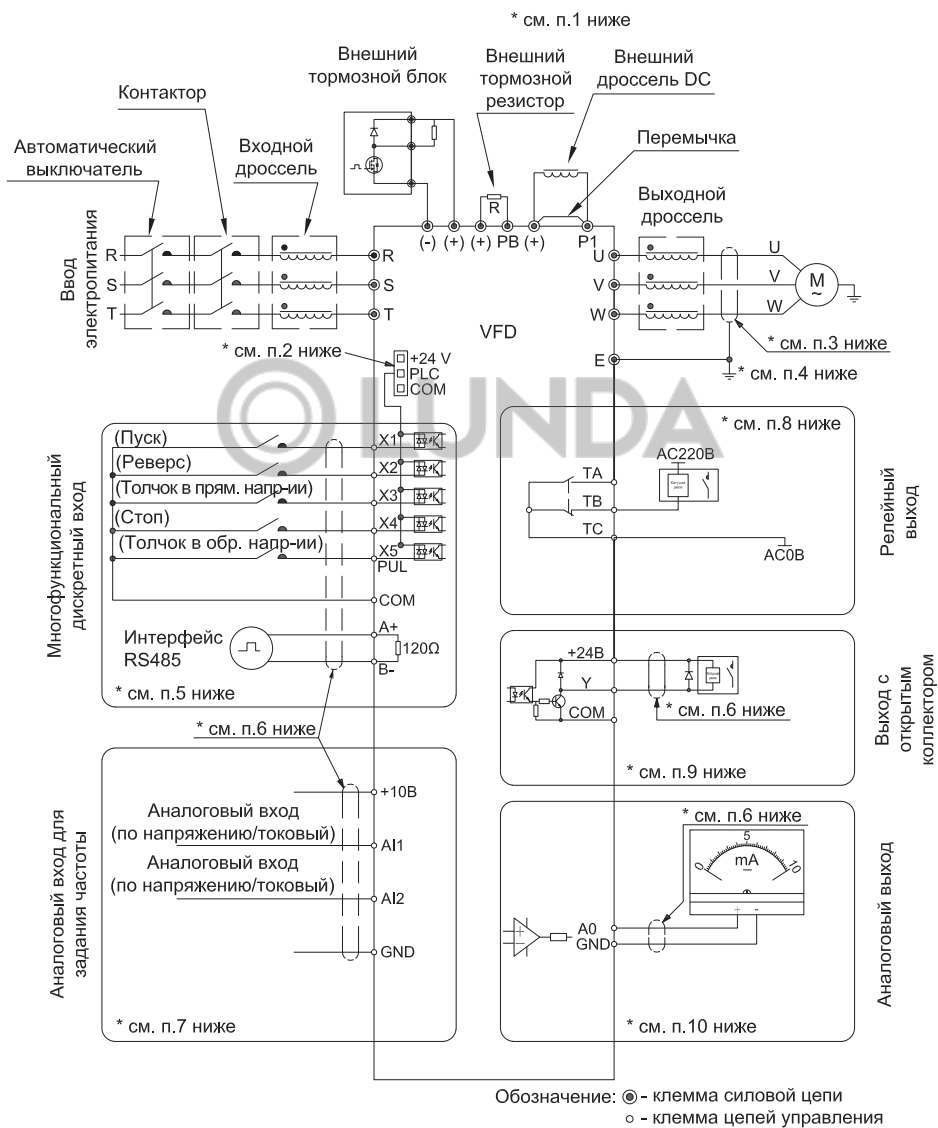 * см. п.1 ниже
Внешний
тормозной блок
Внешний
тормозной
резистор
Внешний
дроссель DC
Контактор
Перемычка
Автоматический
выключатель
Входной
дроссель
Выходной
дроссель
R
(-) (+) (+) PB (+) P1
Ввод
электропитания
R
S
T
R
S
T
U
V
W
U
V
W
M
~
VFD
* см. п.2 ниже
* см. п.3 ниже
* см. п.4 ниже
E
+24 V
PLC
COM
LUNDA
Многофункциональный
дискретный вход
(Пуск)
X1
(Реверс)
X2
(Толчок в прям. напр-ии)
X3
(Стоп)
X4
(Толчок в обр. напр-ии)
X5
PUL
COM
A+
Интерфейс
RS485
120Ω
B-
* см. п.5 ниже
* см. п.8 ниже
AC220В
TA
TB
TC
AC0В
Релейный
выход
* см. п.6 ниже
+24В
Y
COM
* см. п.6 ниже
* см. п.9 ниже
Выход с
открытым
коллектором
Аналоговый вход для
задания частоты
+10В
Аналоговый вход
(по напряжению/токовый)
AI1
Аналоговый вход
(по напряжению/токовый)
AI2
GND
* см. п.7 ниже
* см. п.6 ниже
0
5
10
mA
+ -
A0
GND
* см. п.10 ниже
Аналоговый выход
Обозначение: - клемма силовой цепи
- клемма цепей управления